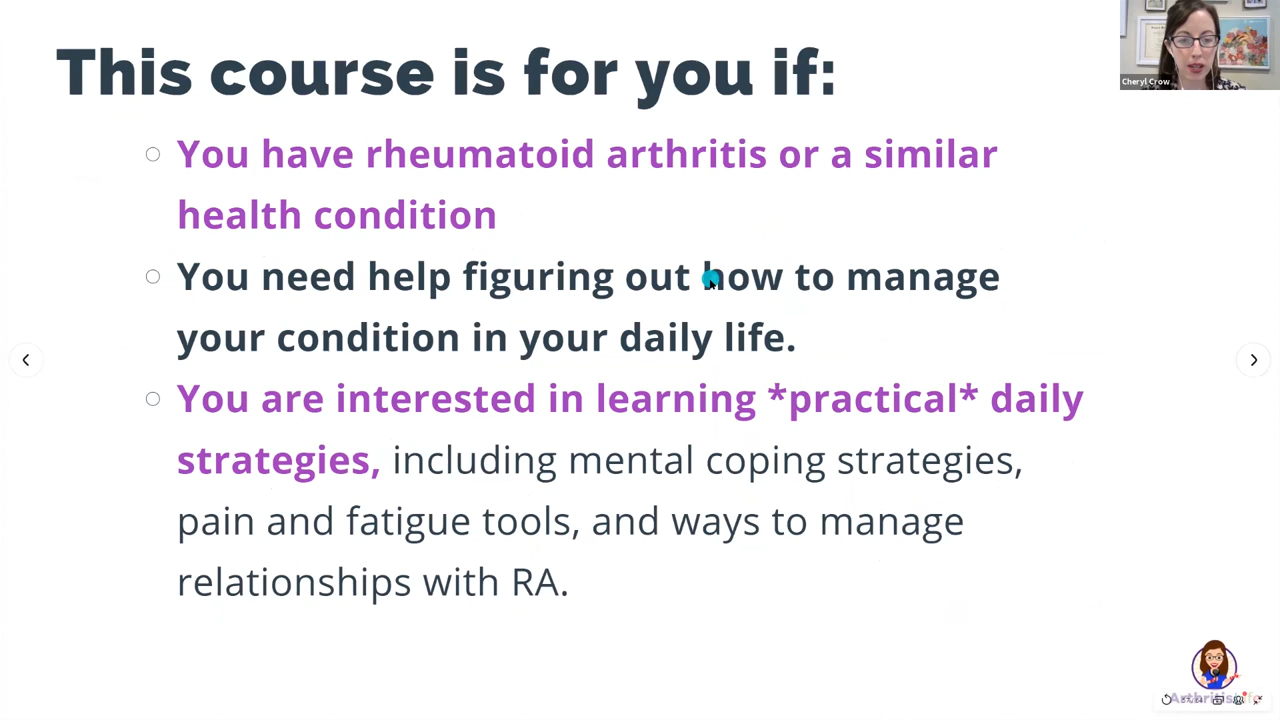 This course is for you if:
Cheryl Crow
You have rheumatoid arthritis or a similar
health condition
You need help figuring out how to manage
your condition in your daily life.
You are interested in learning *practical* daily
strategies, including mental coping strategies,
pain and fatigue tools, and ways to manage
relationships with RA.